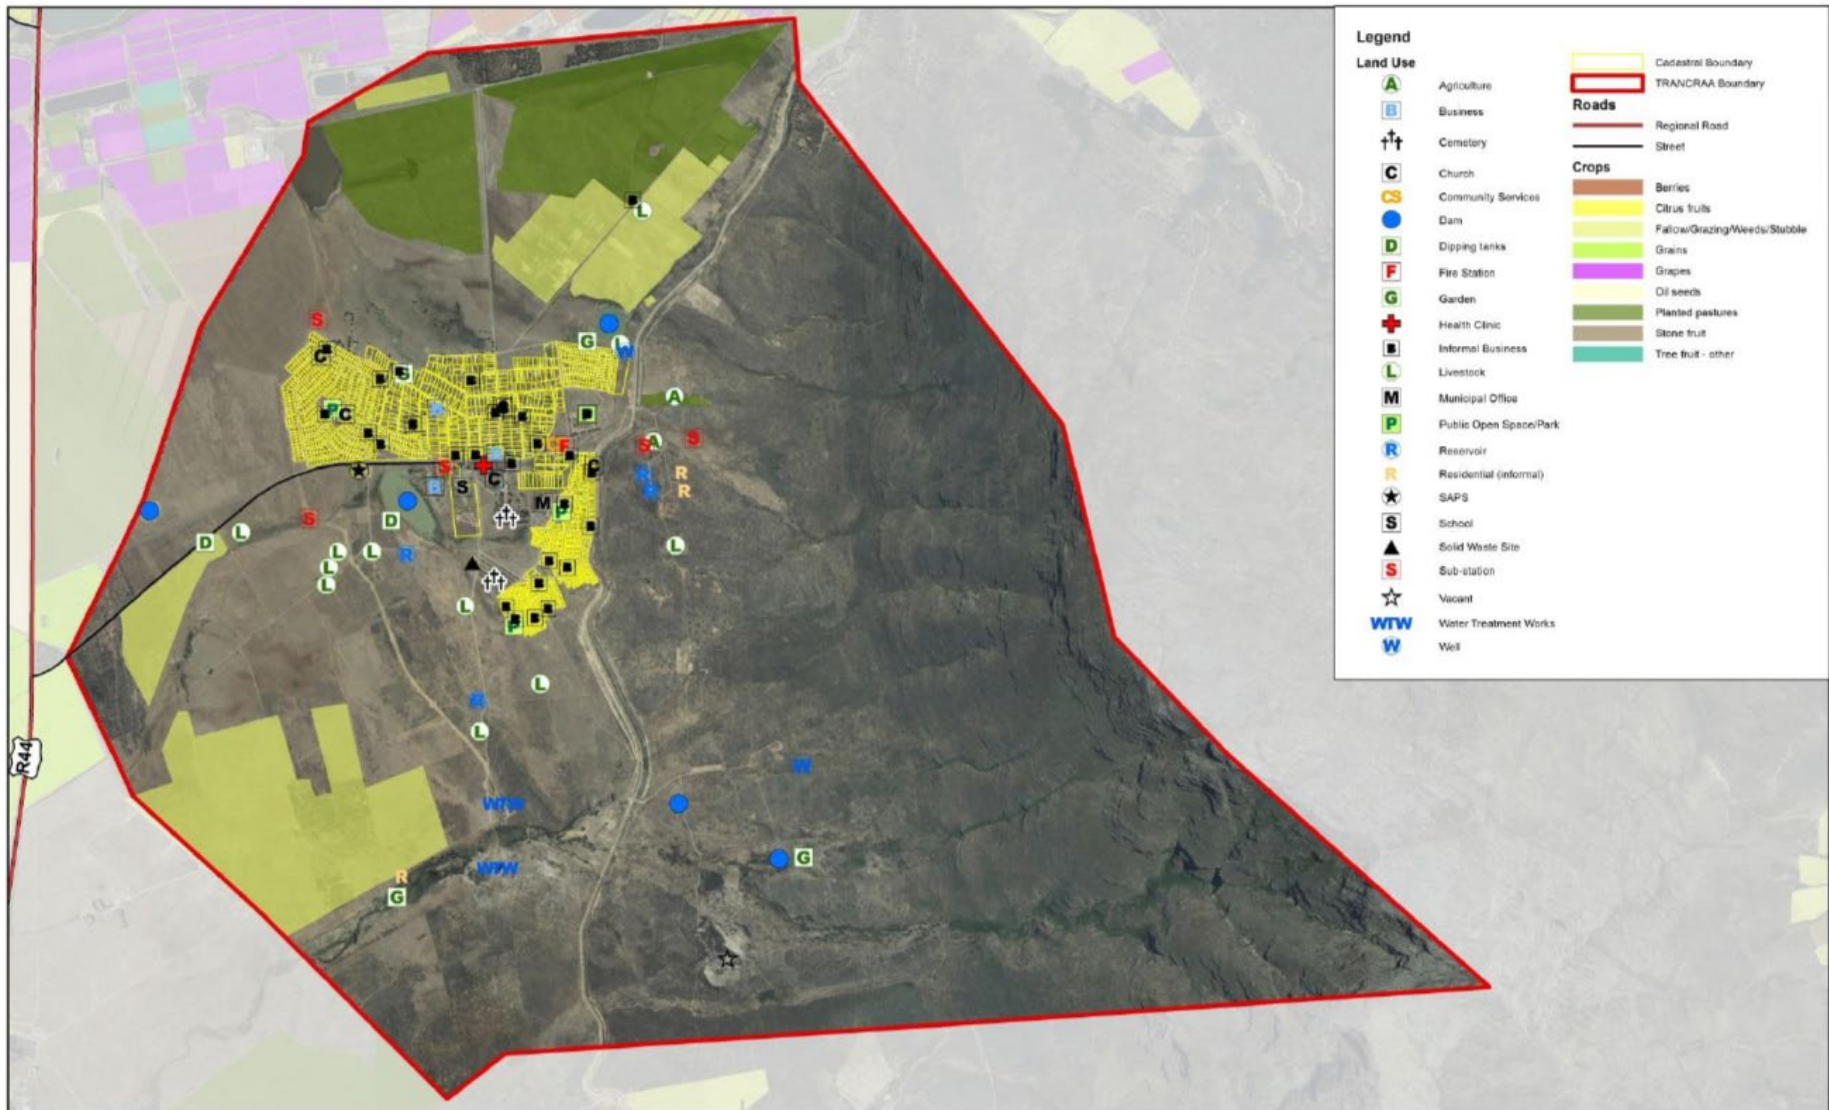 Legend
Land Use
A Agriculture
B Business
Cemetery
C Church
CS Community Services
Dam
D Dipping tanks
F Fire Station
G Garden
Health Clinic
B Informal Business
L Livestock
M Municipal Office
P Public Open Space/Park
R Reservoir
R Residential (informal)
SAPS
S School
Solid Waste Site
S Sub-station
Vacant
WTW Water Treatment Works
W Well
Cadastral Boundary
TRANCRAA Boundary
Roads
Regional Road
Street
Crops
Berries
Citrus fruits
Fallow/Grazing/Weeds/Stubble
Grains
Grapes
Oil seeds
Planted pastures
Stone fruit
Tree fruit - other
R44
B
L
S
G
L
W
C
B
B
G
B
A
P
C
B
B
F
S
A
S
R
R
R
S
B
C
S
M
P
D
S
D
L
L
L
L
L
R
L
L
P
L
R
L
W
WTW
WTW
G
R
G